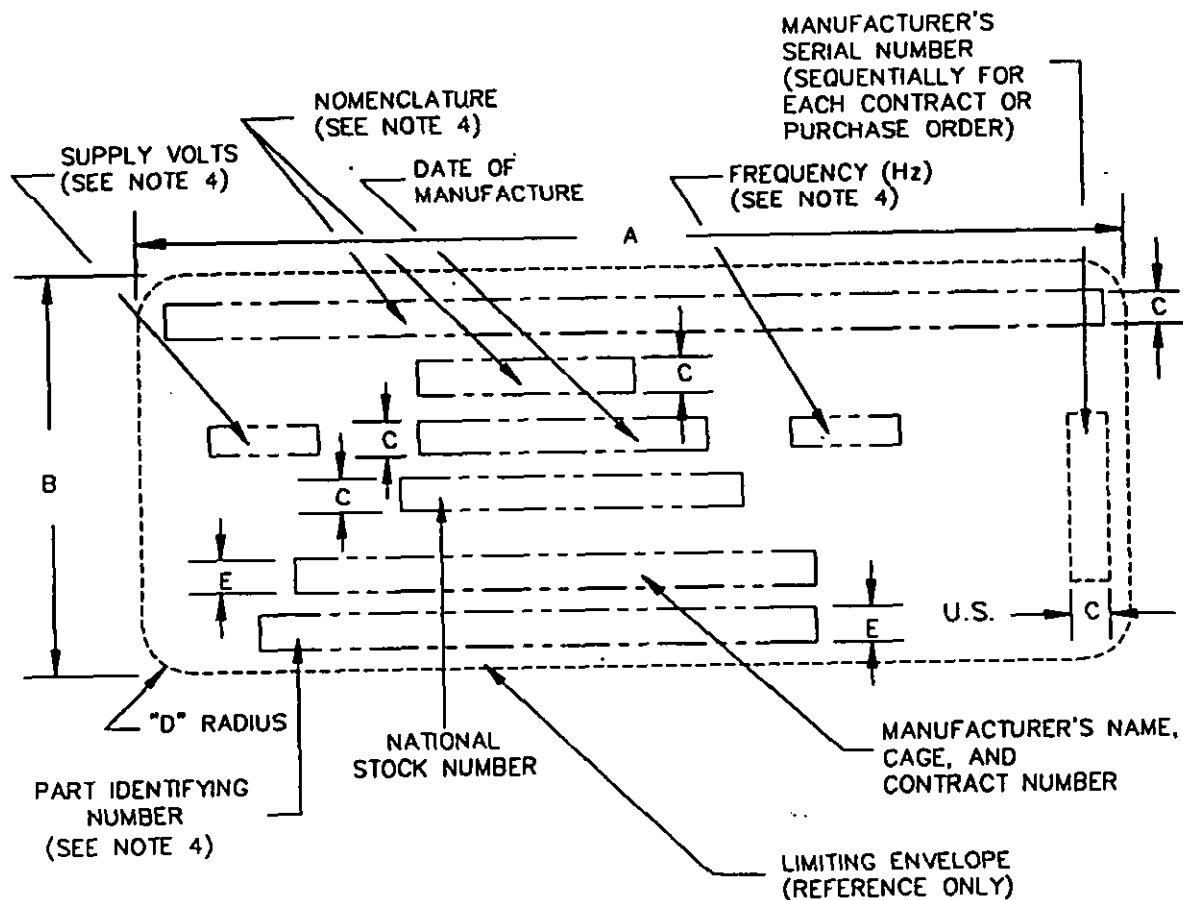 MANUFACTURER'S
SERIAL NUMBER
(SEQUENTIALLY FOR
EACH CONTRACT OR
PURCHASE ORDER)
NOMENCLATURE
(SEE NOTE 4)
SUPPLY VOLTS
(SEE NOTE 4)
DATE OF
MANUFACTURE
FREQUENCY (Hz)
(SEE NOTE 4)
A
C
C
C
B
C
E
E
U.S.
C
"D" RADIUS
NATIONAL
STOCK NUMBER
MANUFACTURER'S NAME,
CAGE, AND
CONTRACT NUMBER
PART IDENTIFYING
NUMBER
(SEE NOTE 4)
LIMITING ENVELOPE
(REFERENCE ONLY)